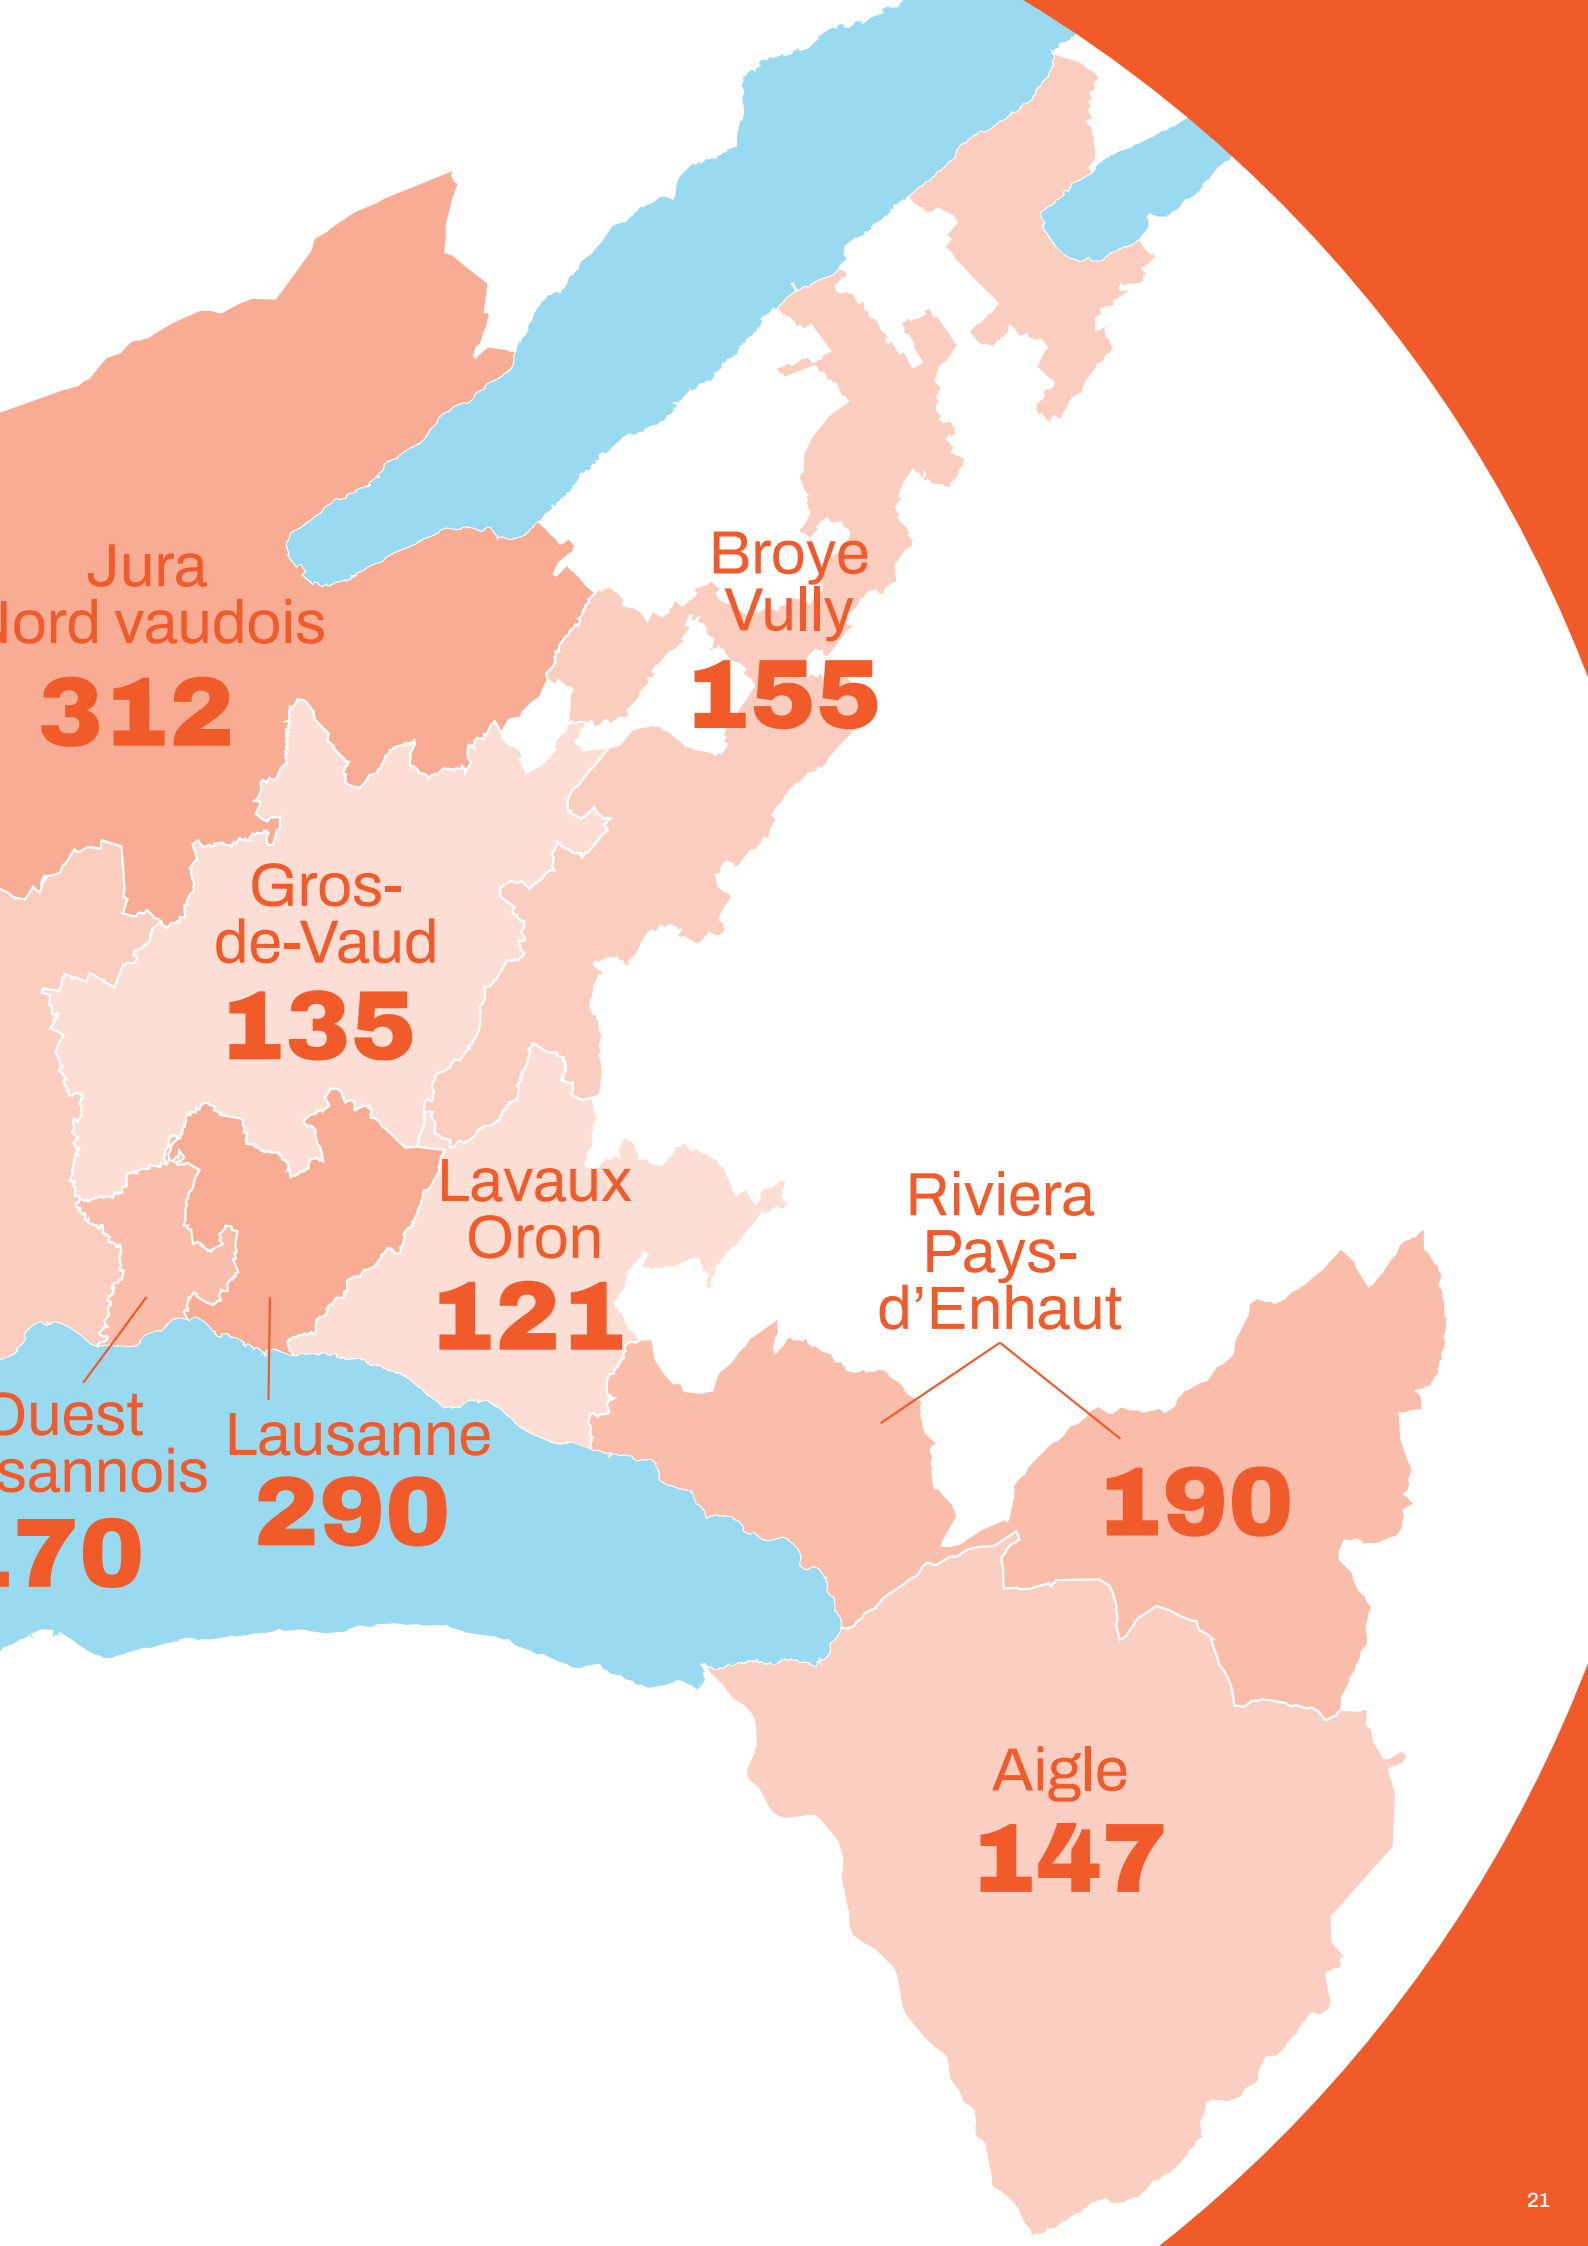 Jura
Nord vaudois
312
Broye
Vully
155
Gros-
de-Vaud
135
Lavaux
Oron
121
Riviera
Pays-
d’Enhaut
190
Ouest
sannois
70
Lausanne
290
Aigle
147
21